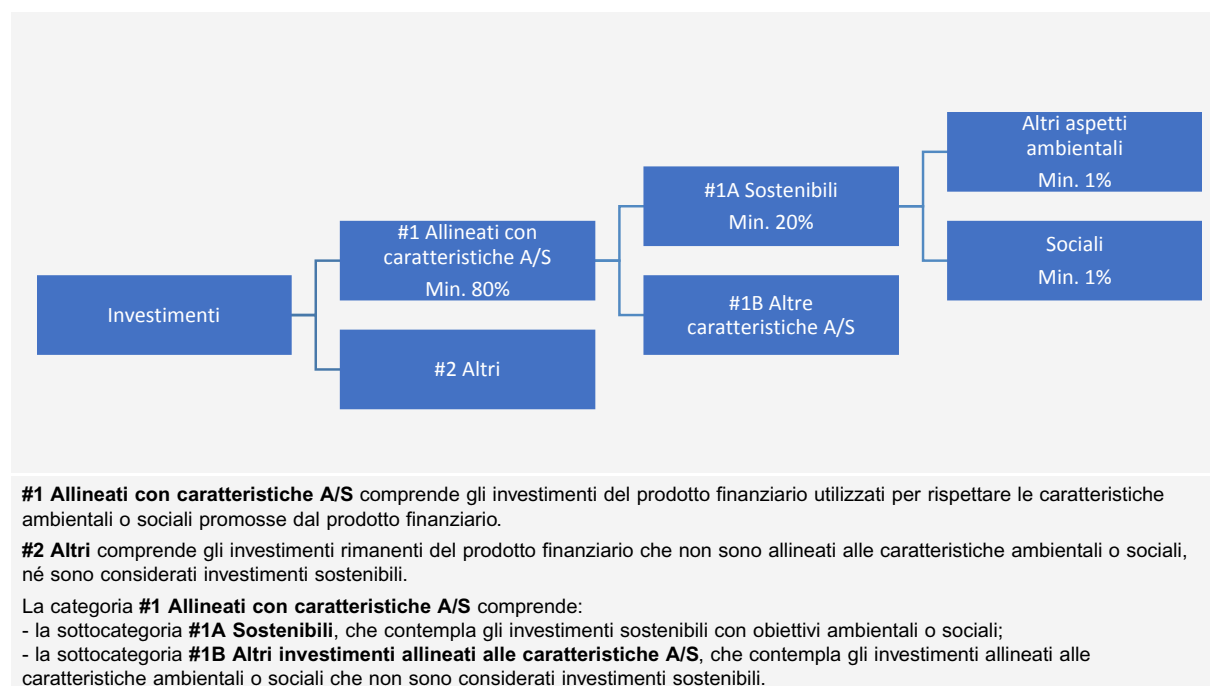 Investimenti
#1 Allineati con
caratteristiche A/S
Min. 80%
#2 Altri
#1A Sostenibili
Min. 20%
#1B Altre
caratteristiche A/S
Altri aspetti
ambientali
Min. 1%
Sociali
Min. 1%
#1 Allineati con caratteristiche A/S comprende gli investimenti del prodotto finanziario utilizzati per rispettare le caratteristiche
ambientali o sociali promosse dal prodotto finanziario.
#2 Altri comprende gli investimenti rimanenti del prodotto finanziario che non sono allineati alle caratteristiche ambientali o sociali,
né sono considerati investimenti sostenibili.
La categoria #1 Allineati con caratteristiche A/S comprende:
- la sottocategoria #1A Sostenibili, che contempla gli investimenti sostenibili con obiettivi ambientali o sociali;
- la sottocategoria #1B Altri investimenti allineati alle caratteristiche A/S, che contempla gli investimenti allineati alle
caratteristiche ambientali o sociali che non sono considerati investimenti sostenibili.